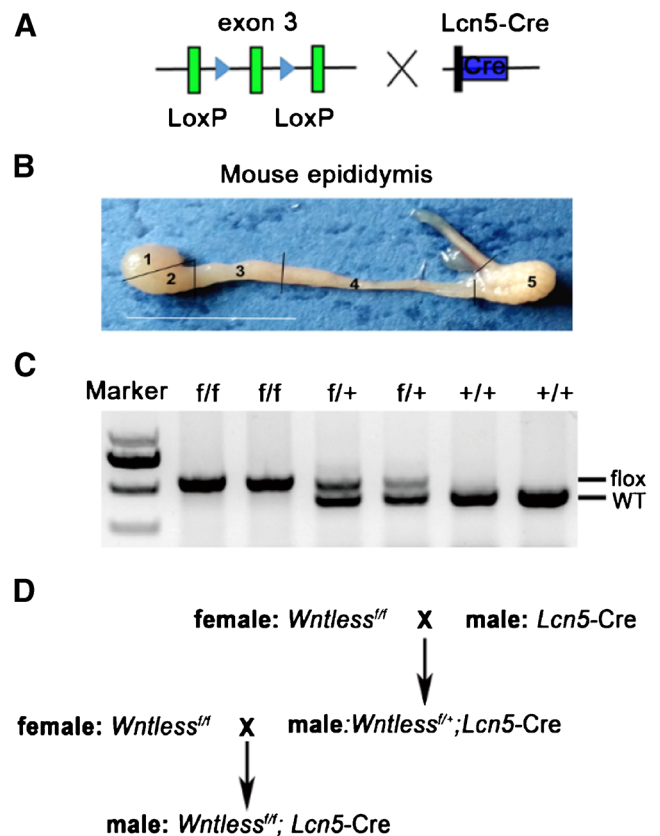 A
exon 3
Lcn5-Cre
Cre
LoxP
LoxP
B
Mouse epididymis
1
2
3
4
5
C
Marker f/f f/f f/+ f/+ +/+ +/+
flox
WT
D
female: Wntless^f/f X male: Lcn5-Cre
female: Wntless^f/f X male:Wntless^f/+;Lcn5-Cre
male: Wntless^f/f; Lcn5-Cre